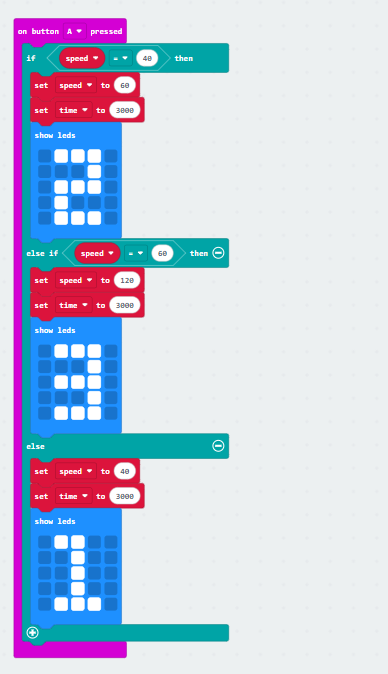 on button A pressed
if speed = 40 then
set speed to 60
set time to 3000
show leds
else if speed = 60 then
set speed to 120
set time to 3000
show leds
else
set speed to 40
set time to 3000
show leds